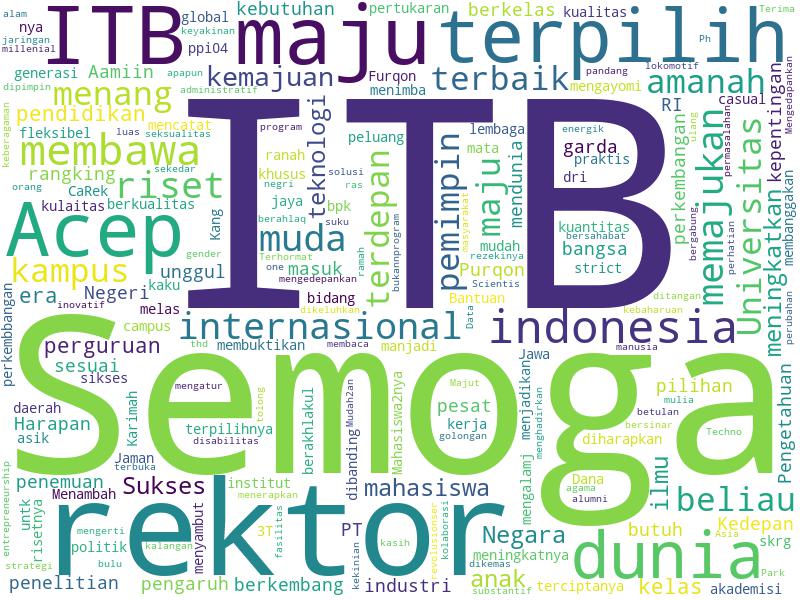 alam nya global kebutuhan pertukaran berkelas kualitas Terima
jaringan keyakinan ITB maju terpilih
millenial ppi04 Ph
generasi Aamiin apapun kemajuan Furqon terbaik pandang lokomotif amanah
dipimpin menang administratif menimba mengayomi RI casual Mengedepankan
pendidikan mencatat luas program teknologi peluang lembaga energik ulang
keberagaman fleksibel seksualitas ITB mata garda praktis permasalahan kepentingan
membawa sekedar ranah solusi pemimpin maju dri perkembangan memajukan Universitas
rangking riset khusus negri ras terdepan mendunia
orang CaRek jaya bpk masyarakat kuantitas
kulaitas berkualitas Kang berahlaq suku mudah bersahabat bergabung membanggakan
Acep gender muda ramah bukannprogram rezekinya bangsa perhatian meningkatkan
unggul Terhormat masuk Purqon strict
kampus kaku one mengedepankan Scientis
era Negeri bidang Bantuan ditangan
perkembbangan inovatif melas dikeluhkan Data kebaharuan perubahan
campus internasional indonesia
perguruan thd membuktikan membaca manjadi Jawa manusia
sesuai Semoga
sikses mengatur Majut pilihan
daerah Karimah tolong berakhlakul Mudah2an Mahasiswa2nya pesat menjadikan mulia Pengetahuan
Harapan terpilihnya kerja menghadirkan betulan
asik disabilitas golongan diharapkan bersinar
Jaman dibanding mengalamj Techno
entrepreneurship penemuan terbuka Sukses institut mahasiswa Dana ilmu
Menambah menerapkan agama alumni beliau
untk risetnya rektor
mengerti menyambut 3T fasilitas PT kolaborasi Negara butuh Kedepan
politik kalangan kekinian kasih revolusionser meningkatnya Asia skrg
strategi bulu dikemas dunia
penelitian pengaruh berkembang industri anak substantif terciptanya kelas Park akademisi